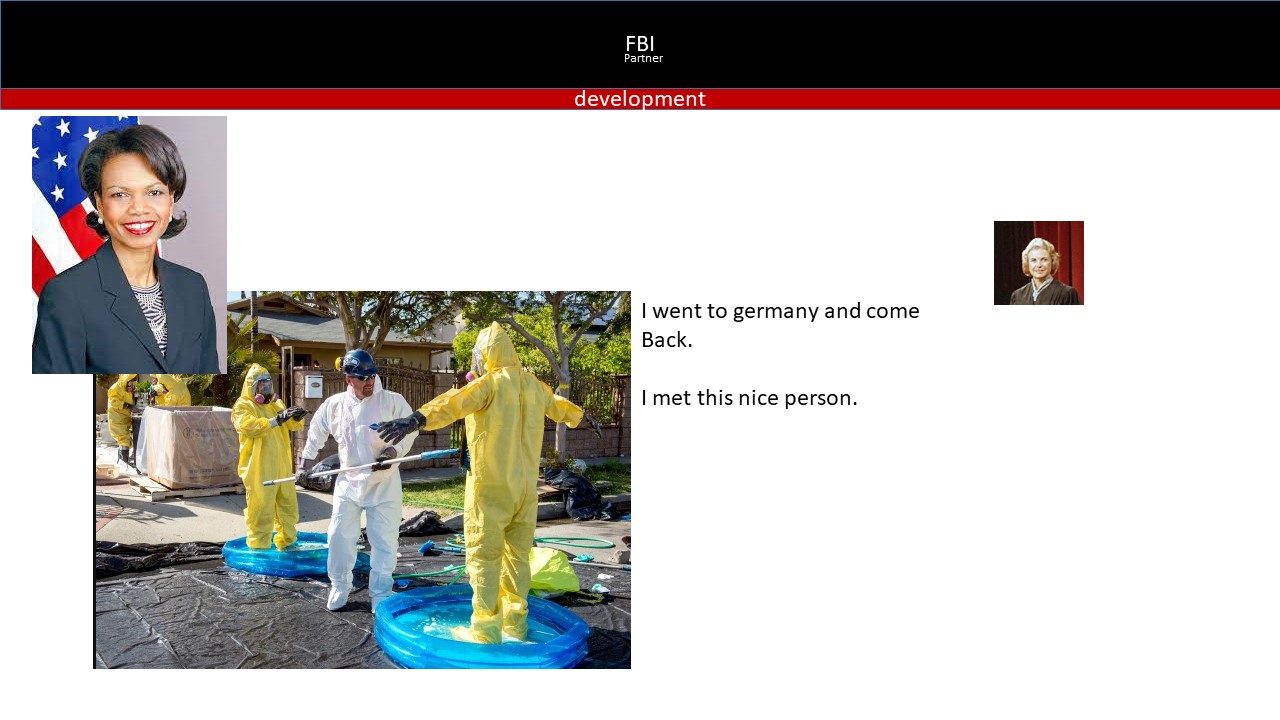 FBI
Partner
development
I went to germany and come
Back.
I met this nice person.